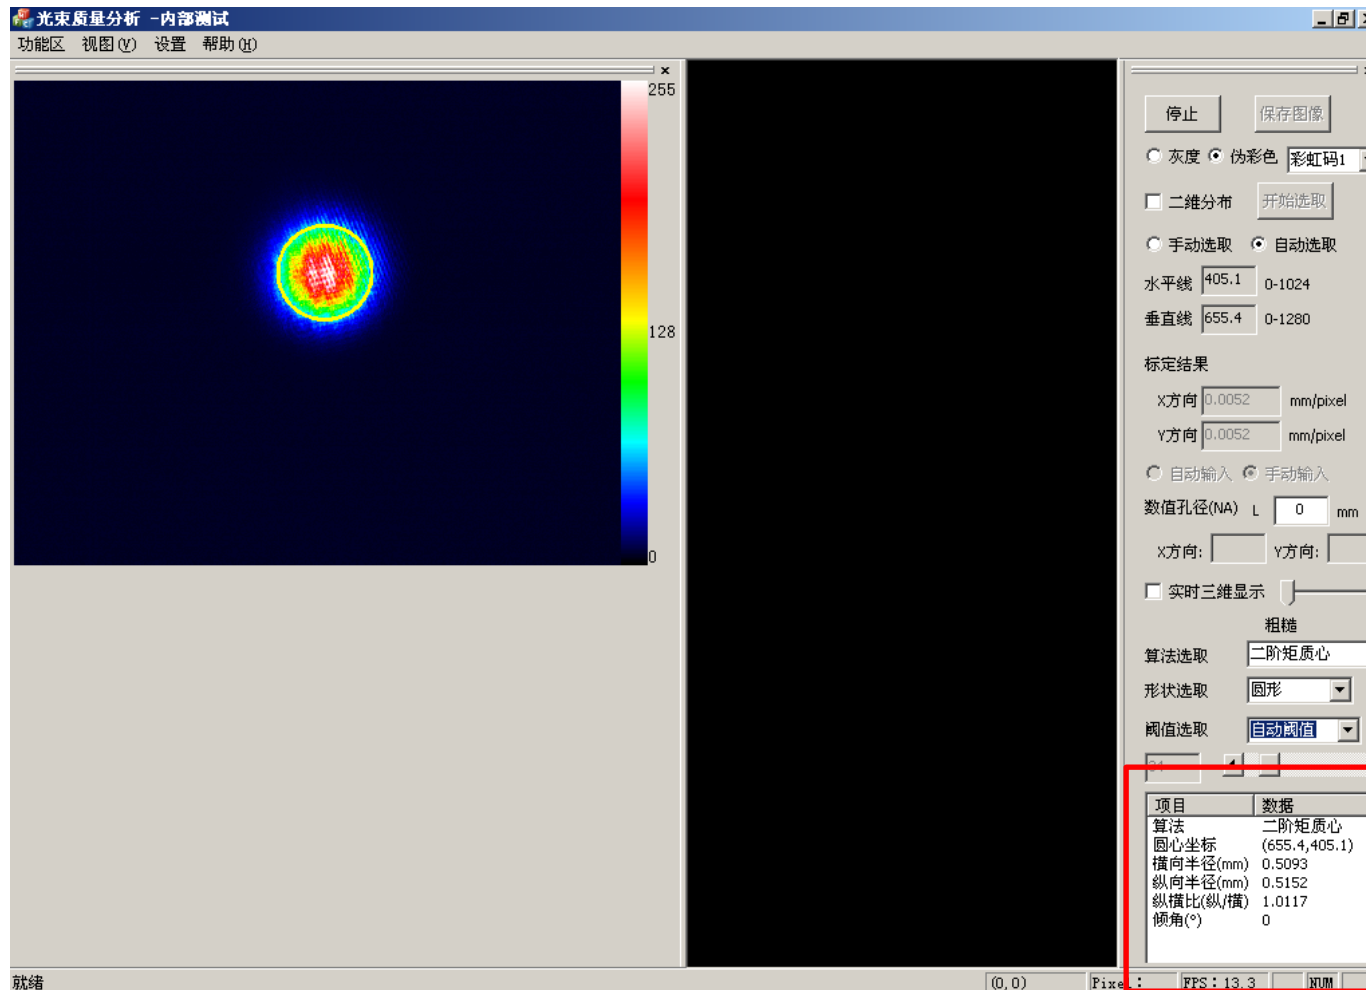 光束质量分析 -内部测试
功能区 视图(V) 设置 帮助(H)
255
128
0
停止 保存图像
灰度 伪彩色 彩虹码1
二维分布 开始选取
手动选取 自动选取
水平线 405.1 0-1024
垂直线 655.4 0-1280
标定结果
X方向 0.0052 mm/pixel
Y方向 0.0052 mm/pixel
自动输入 手动输入
数值孔径(NA) L 0 mm
X方向: Y方向:
实时三维显示
粗糙
算法选取 二阶矩质心
形状选取 圆形
阈值选取 自动阈值
项目 数据
算法 二阶矩质心
圆心坐标 (655.4,405.1)
横向半径(mm) 0.5093
纵向半径(mm) 0.5152
纵横比(纵/横) 1.0117
倾角(°) 0
就绪 (0,0) Pixel: FPS:13.3 NUM